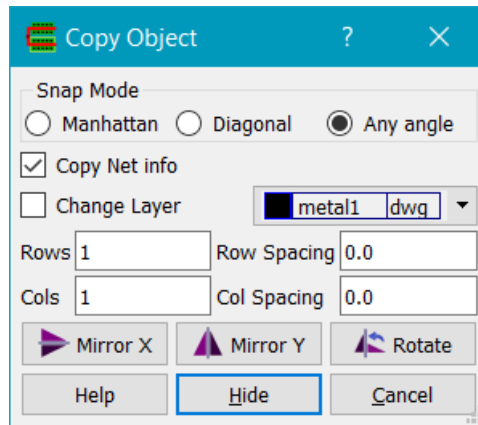 Copy Object ? ×
Snap Mode
Manhattan Diagonal Any angle
Copy Net info
Change Layer metal1 dwg
Rows 1 Row Spacing 0.0
Cols 1 Col Spacing 0.0
Mirror X Mirror Y Rotate
Help Hide Cancel